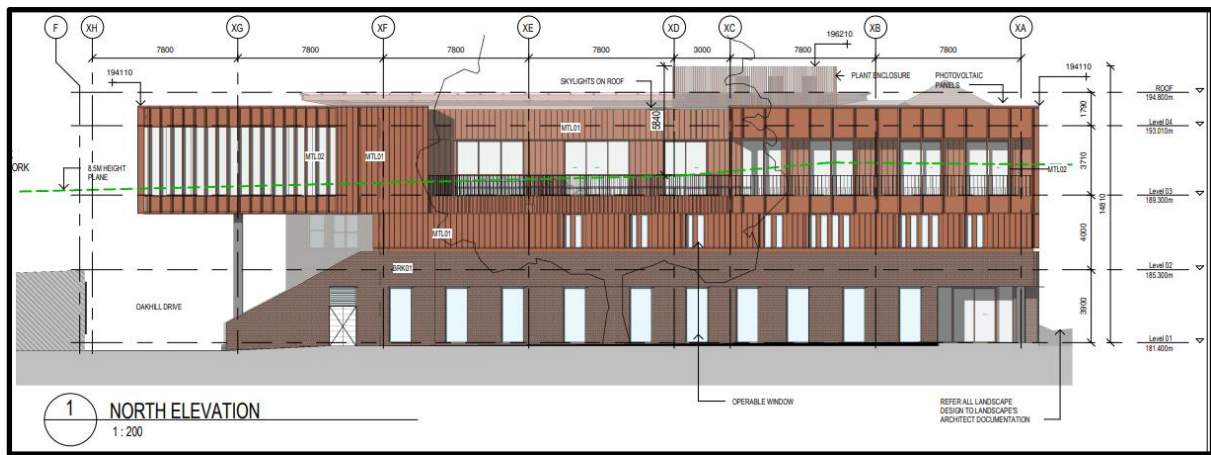 F
XH
XG
XF
XE
XD
XC
XB
XA
7800
7800
7800
7800
3000
7800
7800
196210
194110
SKYLIGHTS ON ROOF
PLANT ENCLOSURE
PHOTOVOLTAIC
PANELS
194110
ROOF
194.800m
1790
5840
MTL01
Level 04
193.010m
MTL02
MTL01
ORK
8.5M HEIGHT
PLANE
3710
MTL02
Level 03
189.300m
14810
MTL01
4000
BRK01
Level 02
185.300m
OAKHILL DRIVE
3900
Level 01
181.400m
OPERABLE WINDOW
REFER ALL LANDSCAPE
DESIGN TO LANDSCAPE'S
ARCHITECT DOCUMENTATION
1
NORTH ELEVATION
1 : 200